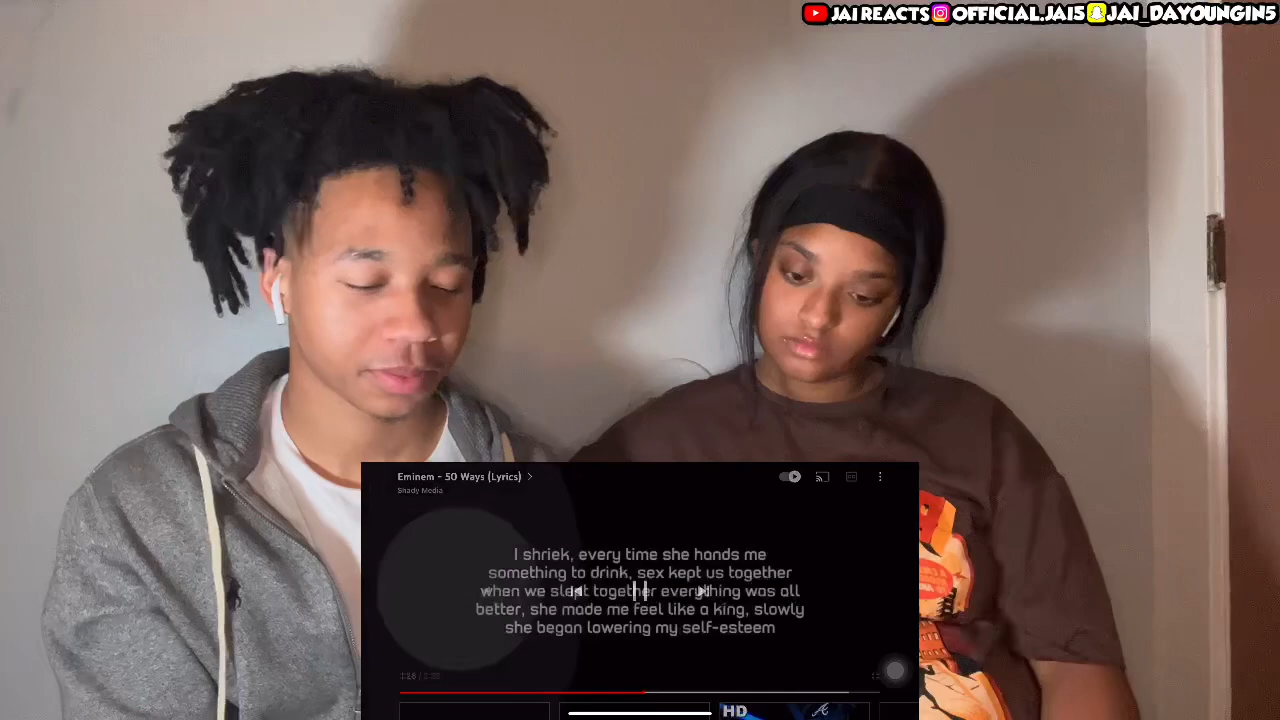 JAI REACTS OFFICIAL.JAI5 JAI_DAYOUNGIN5
Eminem - 50 Ways (Lyrics)
Shady Media
CC
I shriek, every time she hands me
something to drink, sex kept us together
when we slept together everything was all
better, she made me feel like a king, slowly
she began lowering my self-esteem
HD